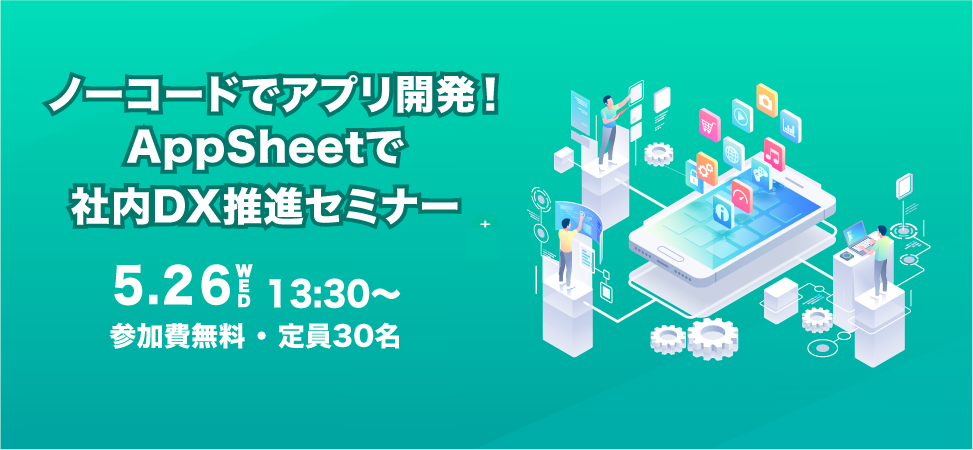 ノーコードでアプリ開発！
AppSheetで
社内DX推進セミナー
5.26 WED 13:30〜
参加費無料・定員30名